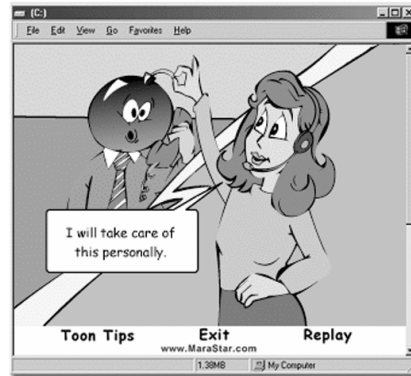 (C:)
File Edit View Go Favorites Help
I will take care of
this personally.
Toon Tips Exit Replay
www.MaraStar.com
1.38MB My Computer